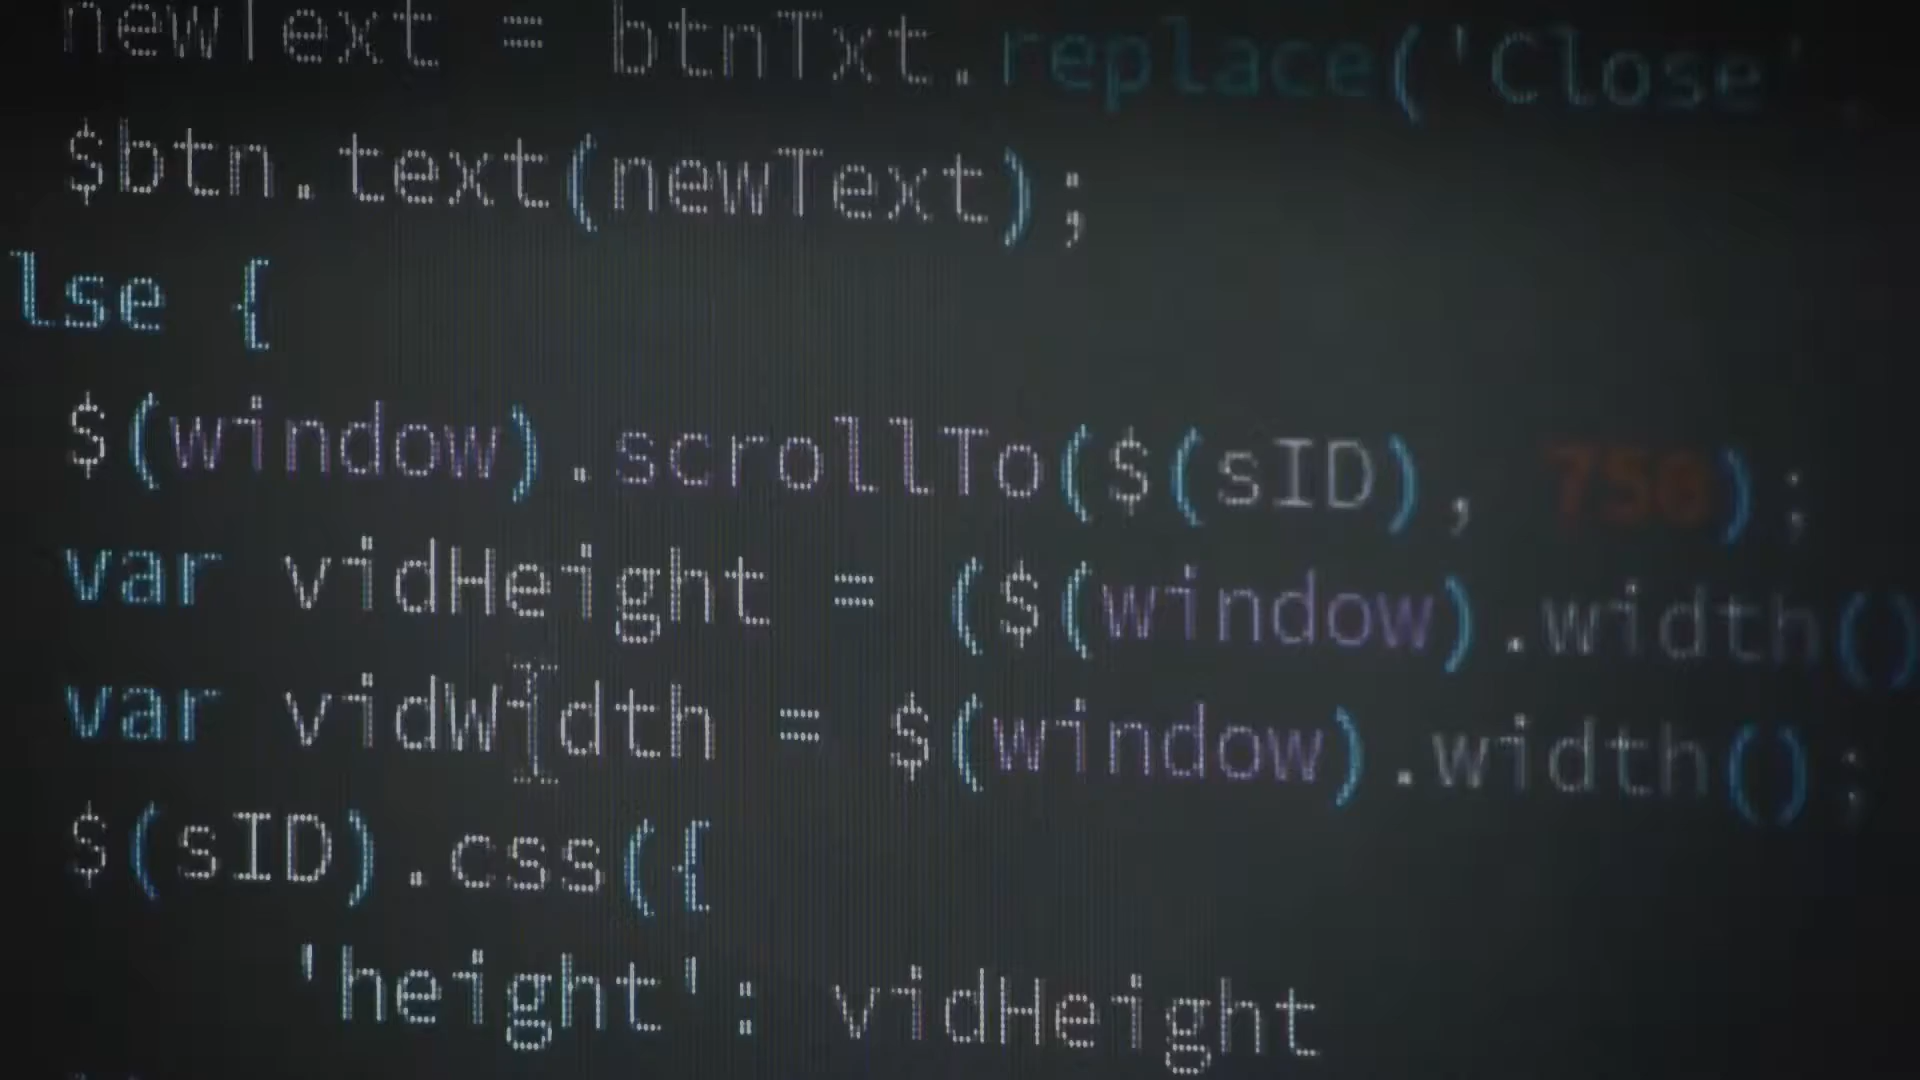 newText = btnTxt.replace('Close'
$btn.text(newText);
lse {
$(window).scrollTo($(sID), 750);
var vidHeight = ($(window).width()
var vidWidth = $(window).width();
$(sID).css({
'height': vidHeight